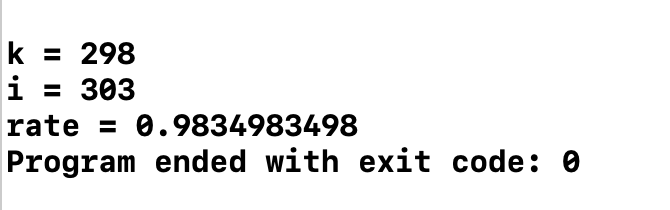 k = 298
i = 303
rate = 0.9834983498
Program ended with exit code: 0